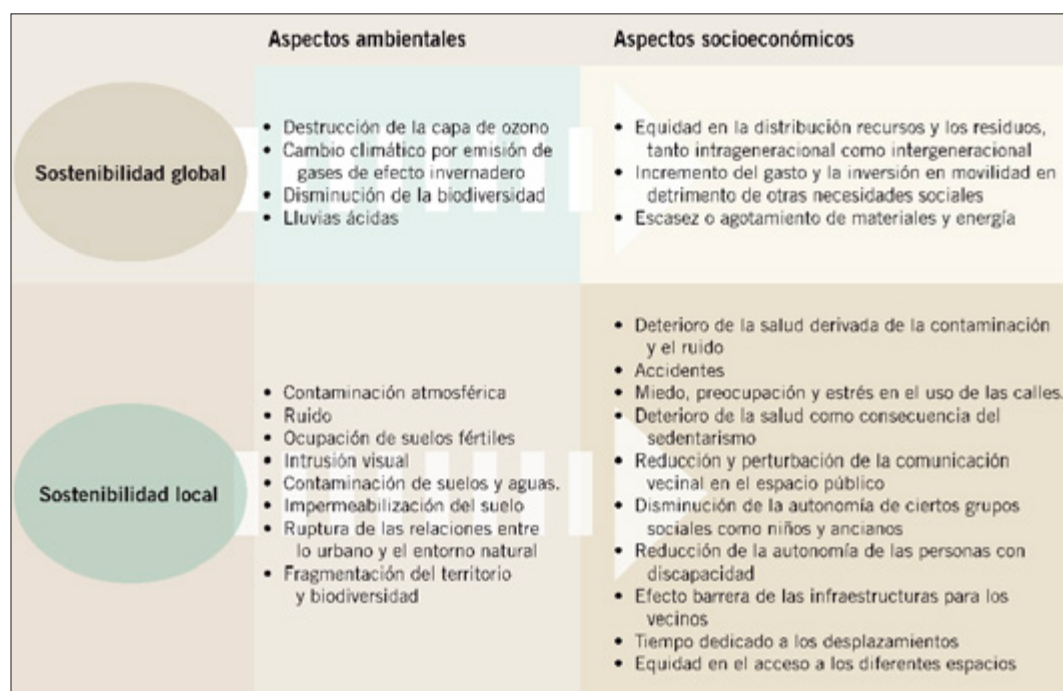 Aspectos ambientales
Aspectos socioeconómicos
Sostenibilidad global
• Destrucción de la capa de ozono
• Cambio climático por emisión de
gases de efecto invernadero
• Disminución de la biodiversidad
• Lluvias ácidas
• Equidad en la distribución recursos y los residuos,
tanto intrageneracional como intergeneracional
• Incremento del gasto y la inversión en movilidad en
detrimento de otras necesidades sociales
• Escasez o agotamiento de materiales y energía
Sostenibilidad local
• Contaminación atmosférica
• Ruido
• Ocupación de suelos fértiles
• Intrusión visual
• Contaminación de suelos y aguas.
• Impermeabilización del suelo
• Ruptura de las relaciones entre
lo urbano y el entorno natural
• Fragmentación del territorio
y biodiversidad
• Deterioro de la salud derivada de la contaminación
y el ruido
• Accidentes
• Miedo, preocupación y estrés en el uso de las calles.
• Deterioro de la salud como consecuencia del
sedentarismo
• Reducción y perturbación de la comunicación
vecinal en el espacio público
• Disminución de la autonomía de ciertos grupos
sociales como niños y ancianos
• Reducción de la autonomía de las personas con
discapacidad
• Efecto barrera de las infraestructuras para los
vecinos
• Tiempo dedicado a los desplazamientos
• Equidad en el acceso a los diferentes espacios